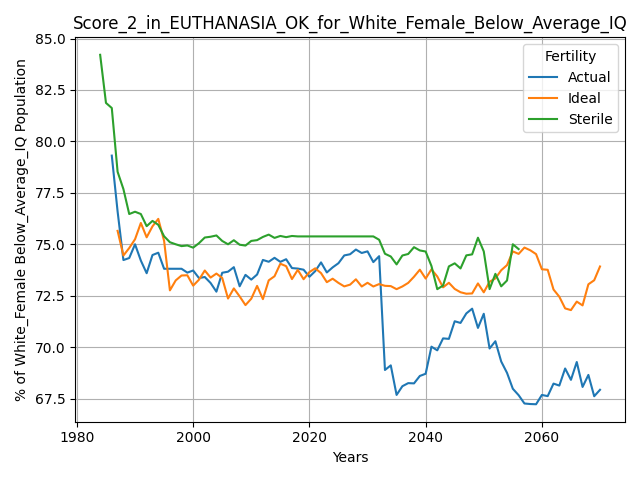 Score_2_in_EUTHANASIA_OK_for_White_Female_Below_Average_IQ
% of White_Female Below_Average_IQ Population
85.0
82.5
80.0
77.5
75.0
72.5
70.0
67.5
Fertility
Actual
Ideal
Sterile
1980
2000
2020
2040
2060
Years